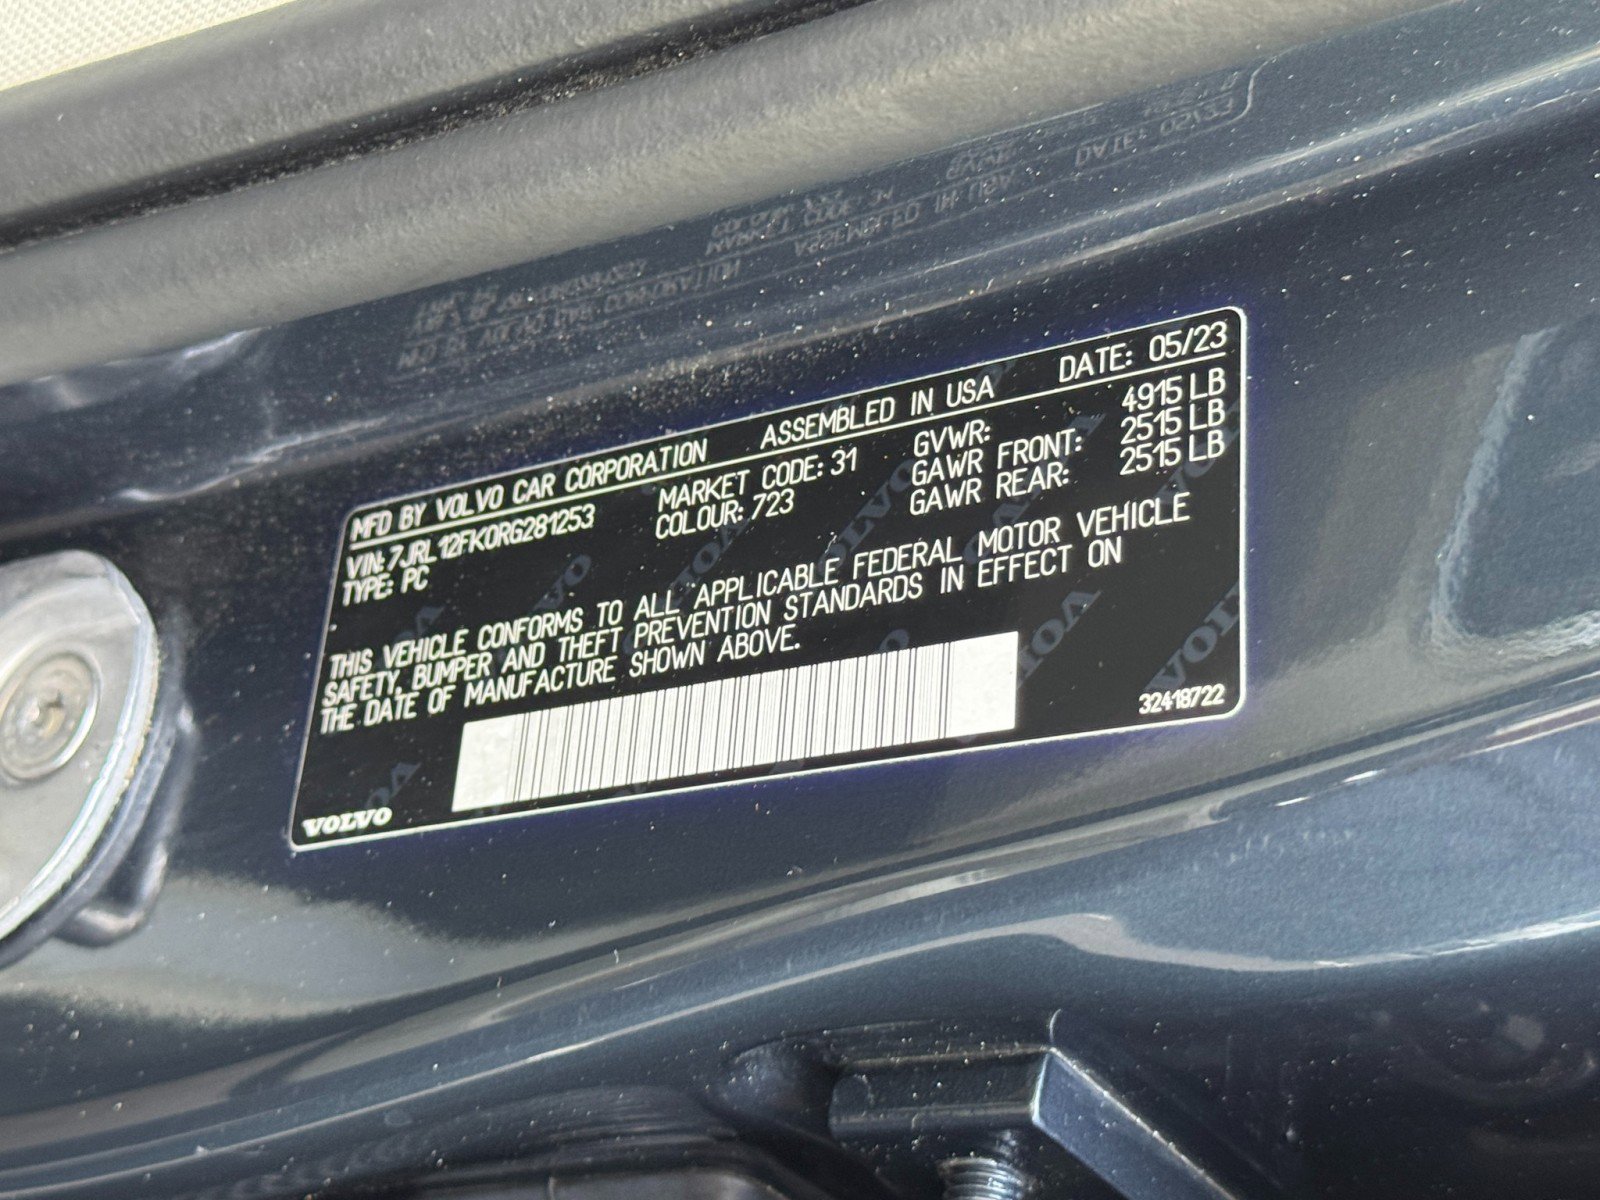 MFD BY VOLVO CAR CORPORATION ASSEMBLED IN USA DATE: 05/23
VIN: 7JRL12FK0RG281253 MARKET CODE: 31 GVWR: 4915 LB
TYPE: PC COLOUR: 723 GAWR FRONT: 2515 LB
GAWR REAR: 2515 LB
THIS VEHICLE CONFORMS TO ALL APPLICABLE FEDERAL MOTOR VEHICLE
SAFETY, BUMPER AND THEFT PREVENTION STANDARDS IN EFFECT ON
THE DATE OF MANUFACTURE SHOWN ABOVE.
32418722
VOLVO